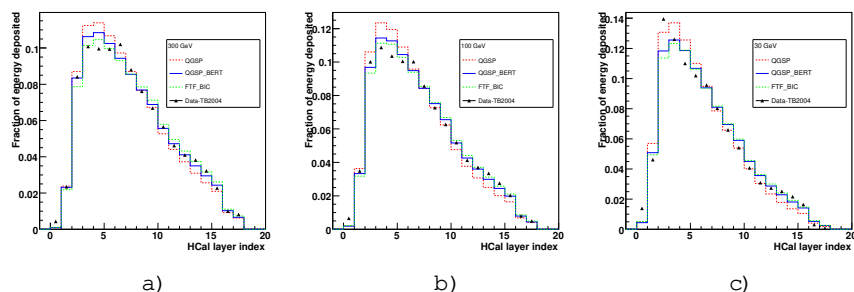 Fraction of energy deposited
0.1
0.08
0.06
0.04
0.02
0
300 GeV
QGSP
QGSP_BERT
FTF_BIC
Data-TB2004
0 5 10 15 20
HCal layer index
a)
Fraction of energy deposited
0.12
0.1
0.08
0.06
0.04
0.02
0
100 GeV
QGSP
QGSP_BERT
FTF_BIC
Data-TB2004
0 5 10 15 20
HCal layer index
b)
Fraction of energy deposited
0.14
0.12
0.1
0.08
0.06
0.04
0.02
0
30 GeV
QGSP
QGSP_BERT
FTF_BIC
Data-TB2004
0 5 10 15 20
HCal layer index
c)